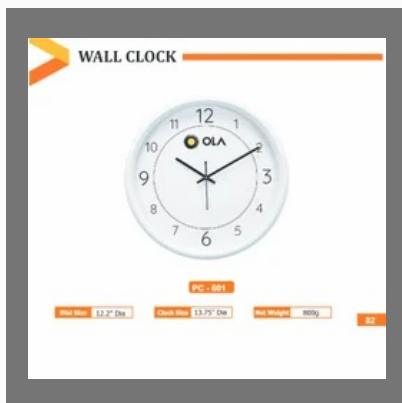 WALL CLOCK
12
11 1
OLA
10 2
9 3
8 4
7 5
6
PC - 601
Dial Size 12.2" Dia Clock Size 13.75" Dia Net Weight 800g
82